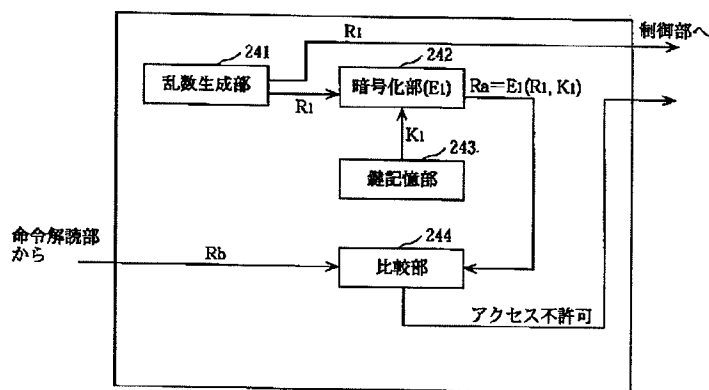 R1
制御部へ
241
乱数生成部
R1
242
暗号化部(E1)
Ra=E1(R1, K1)
K1
243
鍵記憶部
命令解読部
から
Rb
244
比較部
アクセス不許可